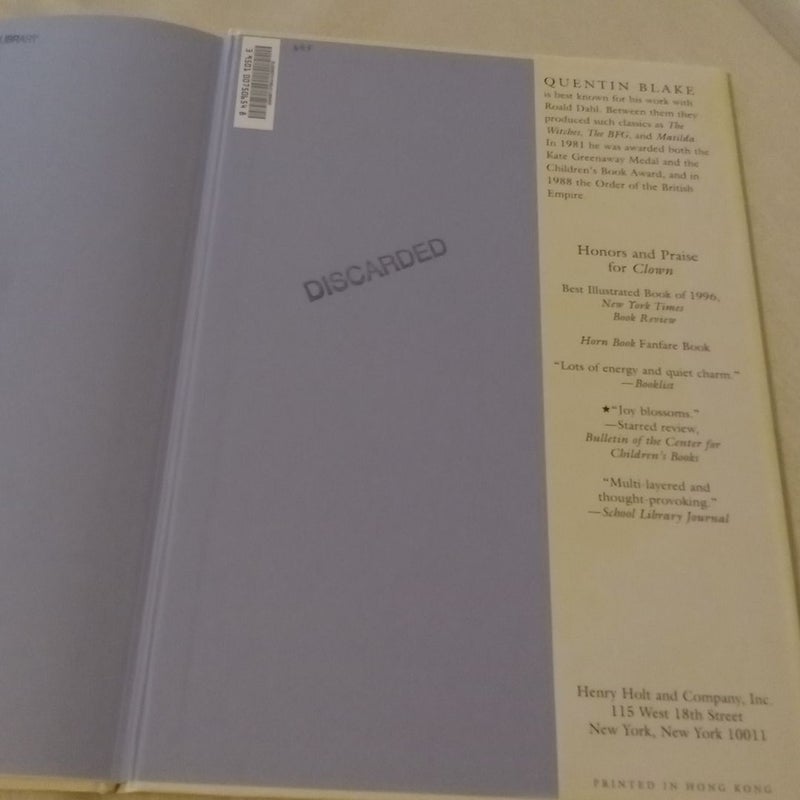 LIBRARY
DISCARDED
QUENTIN BLAKE
is best known for his work with
Roald Dahl. Between them they
produced such classics as The
Witches, The BFG, and Matilda.
In 1981 he was awarded both the
Kate Greenaway Medal and the
Children's Book Award, and in
1988 the Order of the British
Empire.
Honors and Praise
for Clown
Best Illustrated Book of 1996,
New York Times
Book Review
Horn Book Fanfare Book
"Lots of energy and quiet charm."
—Booklist
★"Joy blossoms."
—Starred review,
Bulletin of the Center for
Children's Books
"Multi-layered and
thought-provoking."
—School Library Journal
Henry Holt and Company, Inc.
115 West 18th Street
New York, New York 10011
PRINTED IN HONG KONG